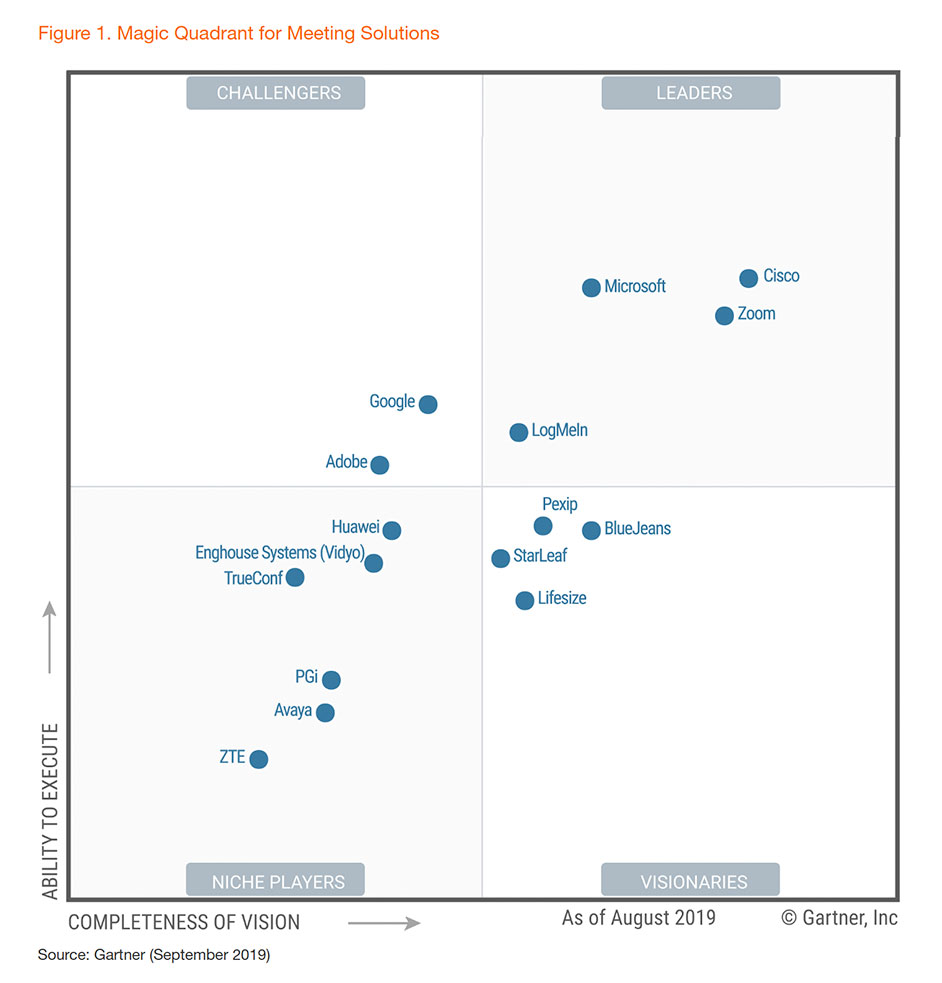 Figure 1. Magic Quadrant for Meeting Solutions
CHALLENGERS
LEADERS
Cisco
Microsoft
Zoom
Google
LogMeIn
Adobe
Pexip
Huawei
BlueJeans
Enghouse Systems (Vidyo)
StarLeaf
TrueConf
Lifesize
PGi
Avaya
ZTE
ABILITY TO EXECUTE
NICHE PLAYERS
VISIONARIES
COMPLETENESS OF VISION
As of August 2019
© Gartner, Inc
Source: Gartner (September 2019)